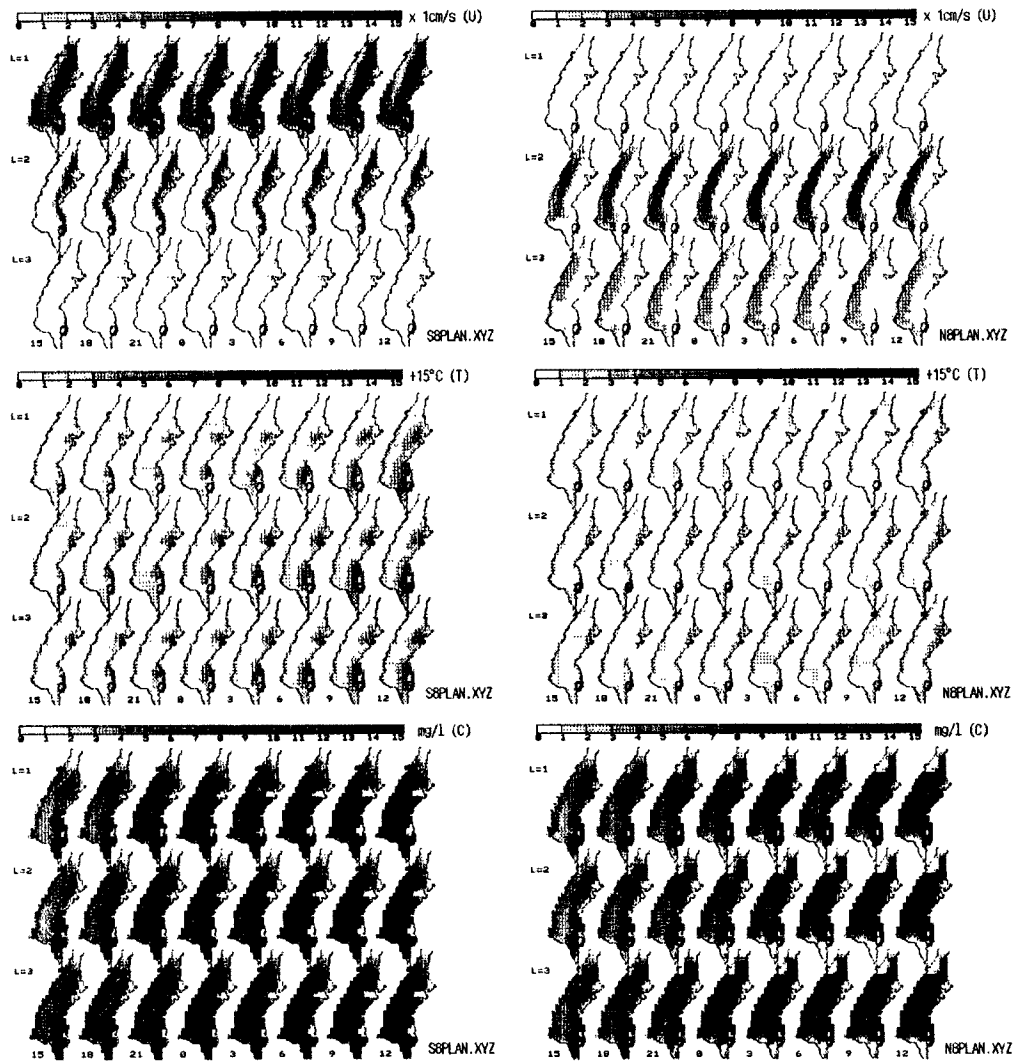 0 1 2 3 4 5 6 7 8 9 10 11 12 13 14 15 x 1cm/s (U)
L=1
L=2
L=3
15 18 21 0 3 6 9 12 S8PLAN.XYZ
0 1 2 3 4 5 6 7 8 9 10 11 12 13 14 15 x 1cm/s (U)
L=1
L=2
L=3
15 18 21 0 3 6 9 12 N8PLAN.XYZ
0 1 2 3 4 5 6 7 8 9 10 11 12 13 14 15 +15°C (T)
L=1
L=2
L=3
15 18 21 0 3 6 9 12 S8PLAN.XYZ
0 1 2 3 4 5 6 7 8 9 10 11 12 13 14 15 +15°C (T)
L=1
L=2
L=3
15 18 21 0 3 6 9 12 N8PLAN.XYZ
0 1 2 3 4 5 6 7 8 9 10 11 12 13 14 15 mg/l (C)
L=1
L=2
L=3
15 18 21 0 3 6 9 12 S8PLAN.XYZ
0 1 2 3 4 5 6 7 8 9 10 11 12 13 14 15 mg/l (C)
L=1
L=2
L=3
15 18 21 0 3 6 9 12 N8PLAN.XYZ